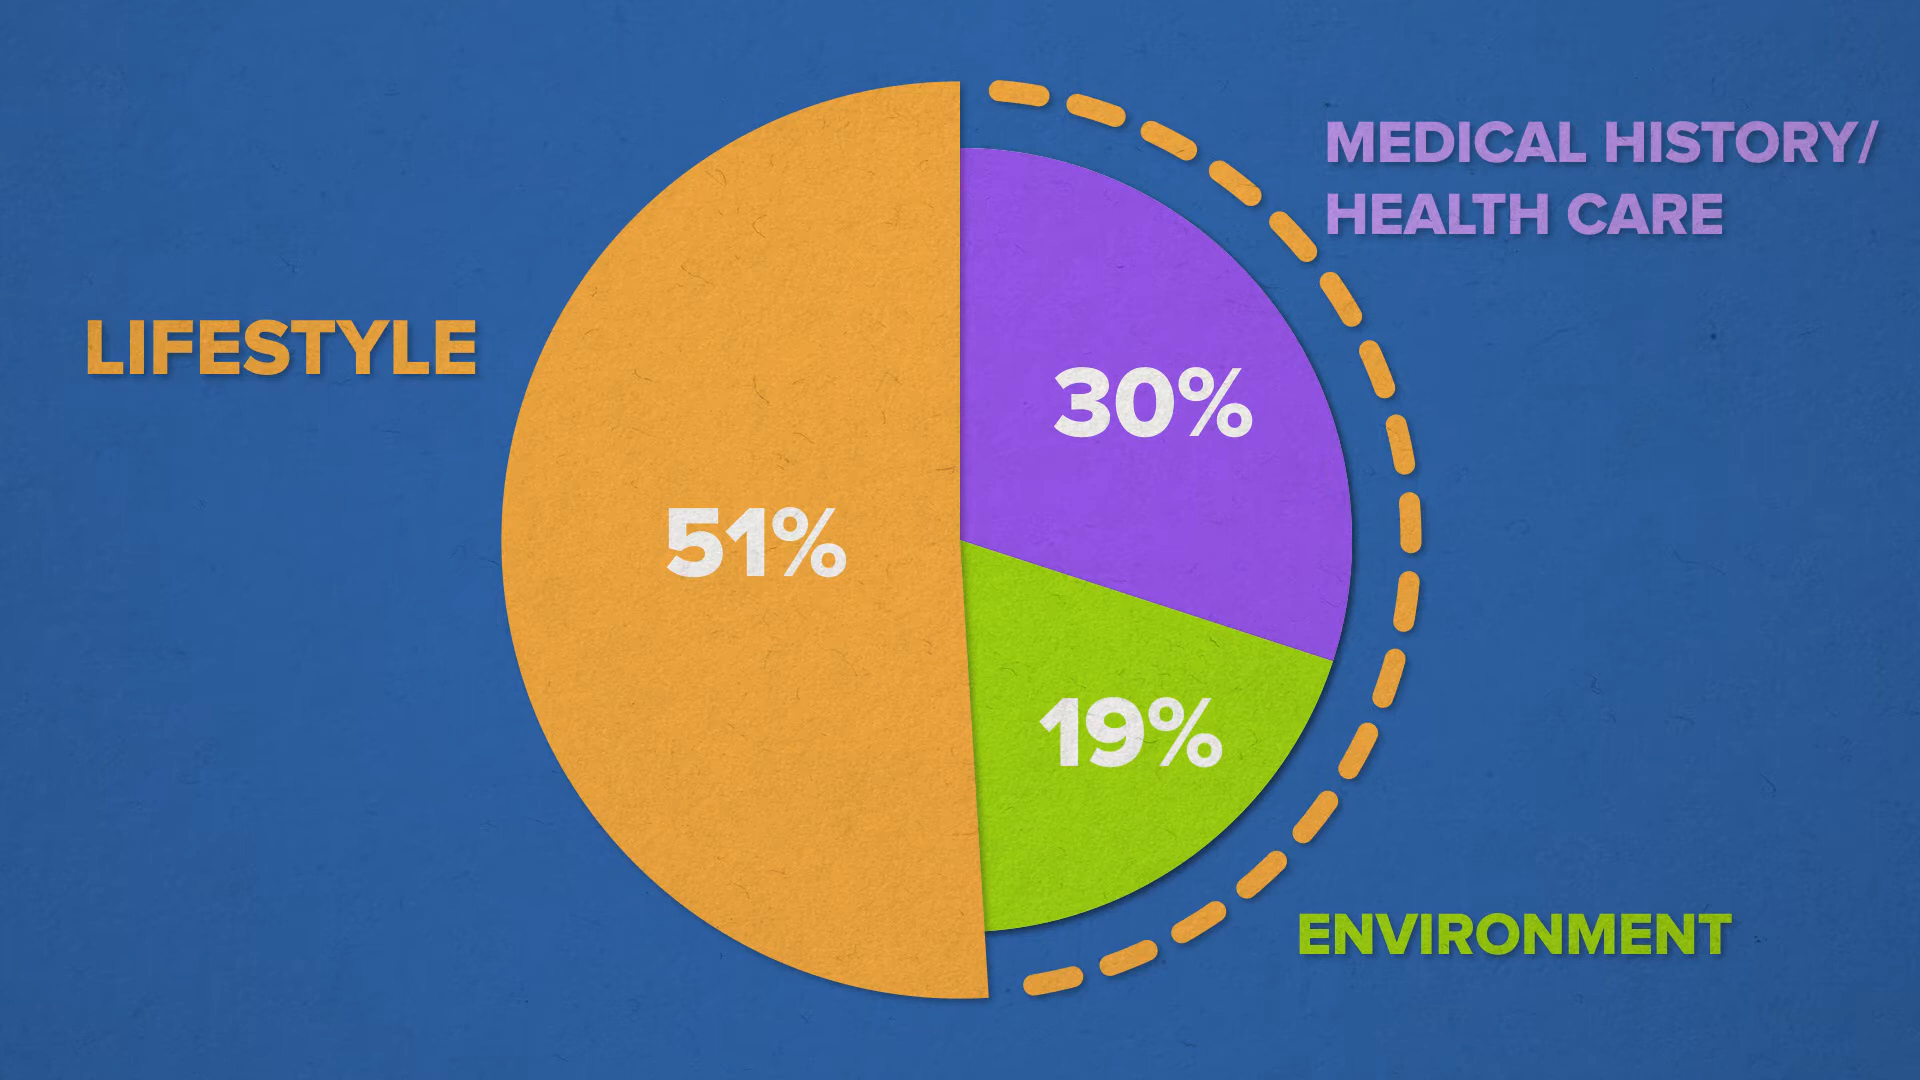 MEDICAL HISTORY/
HEALTH CARE
LIFESTYLE
30%
51%
19%
ENVIRONMENT